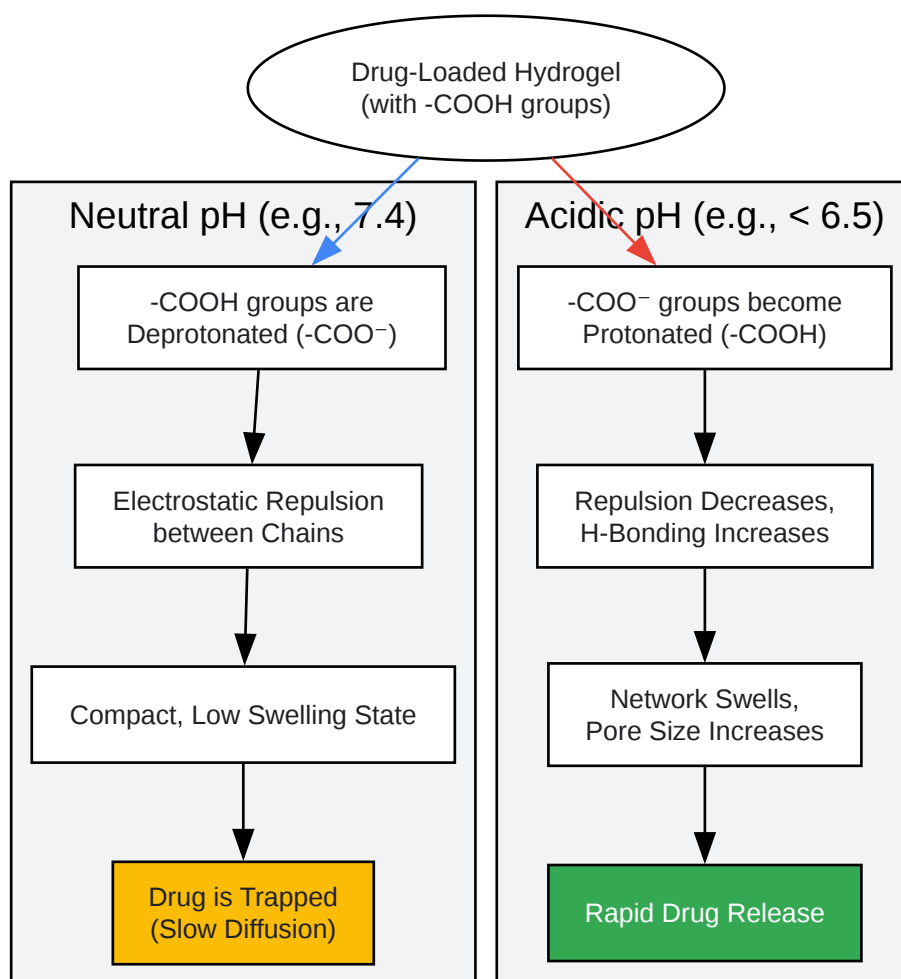 Drug-Loaded Hydrogel
(with -COOH groups)
Neutral pH (e.g., 7.4)
-COOH groups are
Deprotonated (-COO⁻)
Electrostatic Repulsion
between Chains
Compact, Low Swelling State
Drug is Trapped
(Slow Diffusion)
Acidic pH (e.g., < 6.5)
-COO⁻ groups become
Protonated (-COOH)
Repulsion Decreases,
H-Bonding Increases
Network Swells,
Pore Size Increases
Rapid Drug Release